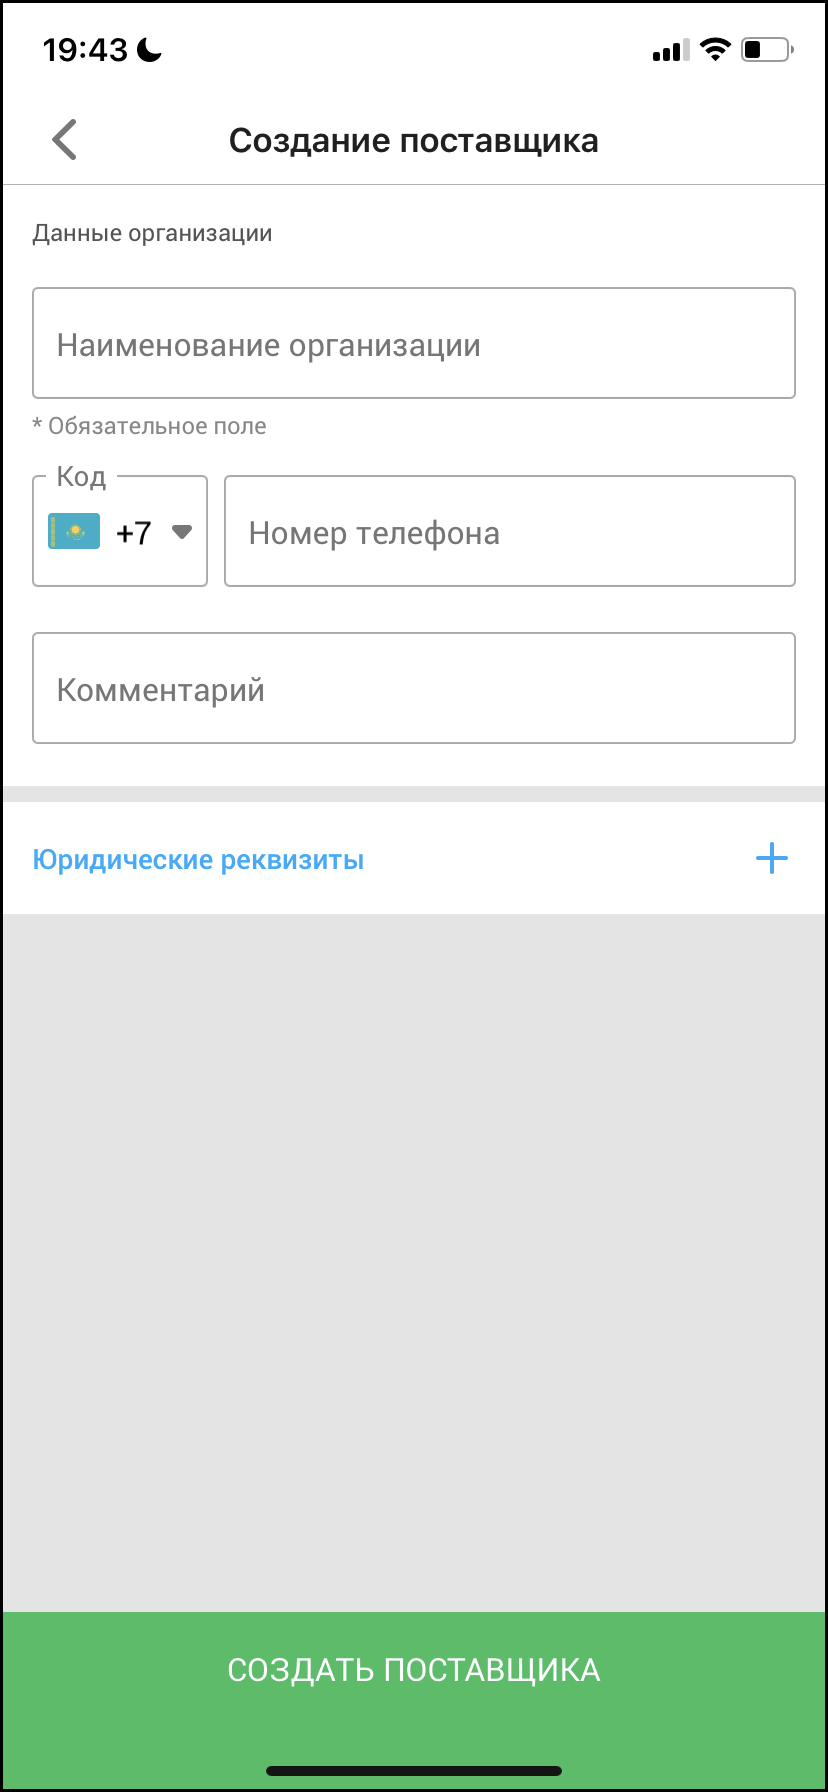 19:43
Создание поставщика
Данные организации
Наименование организации
* Обязательное поле
Код
+7
Номер телефона
Комментарий
Юридические реквизиты
СОЗДАТЬ ПОСТАВЩИКА